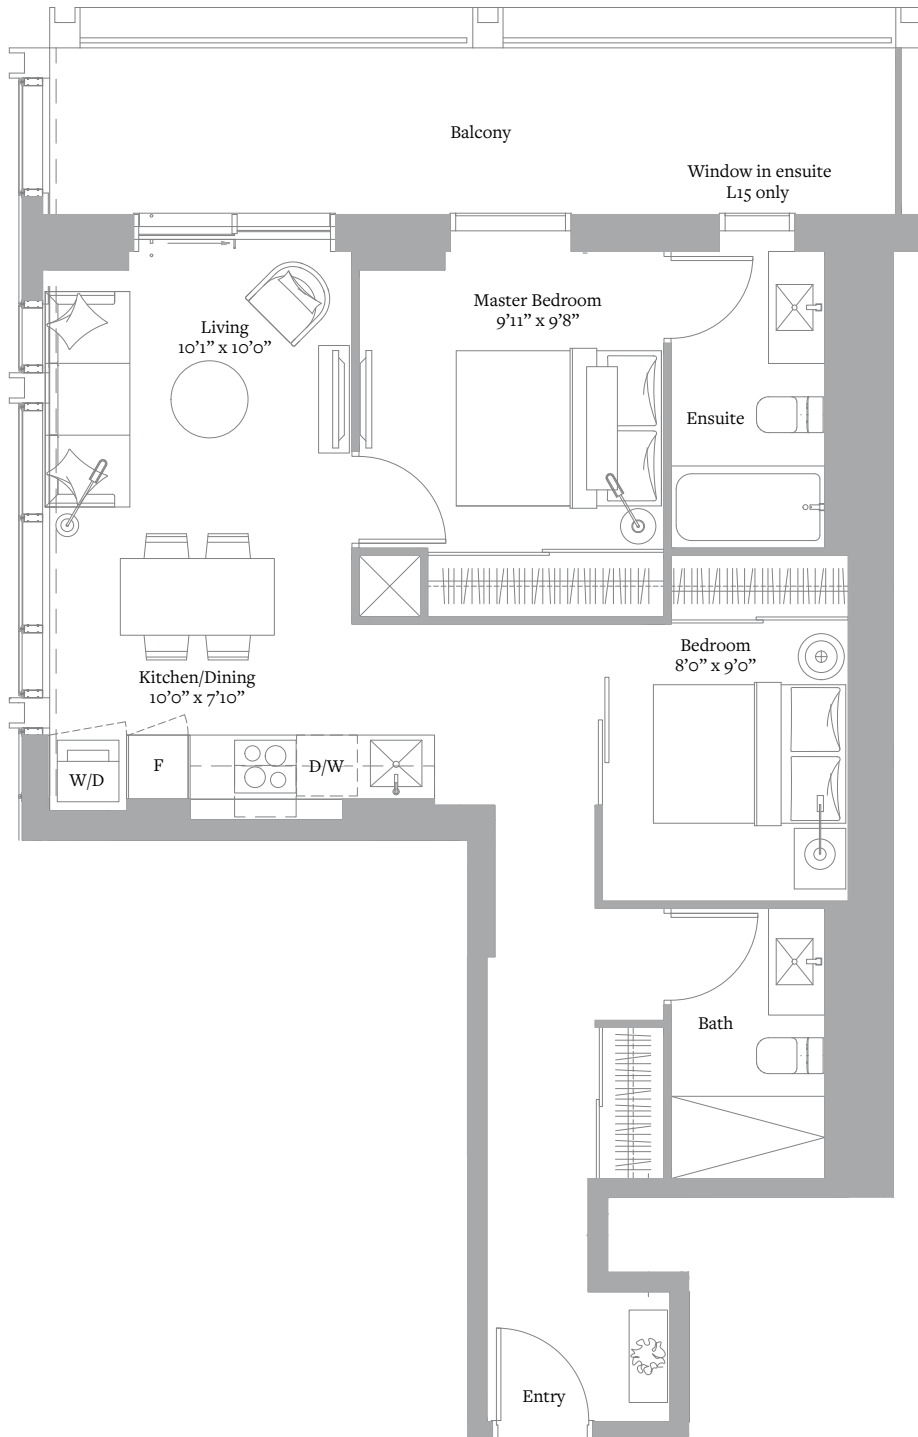 Balcony
Window in ensuite
L15 only
Master Bedroom
9’11” x 9’8”
Living
10’1” x 10’0”
Ensuite
Bedroom
8’0” x 9’0”
Kitchen/Dining
10’0” x 7’10”
W/D
F
D/W
Bath
Entry